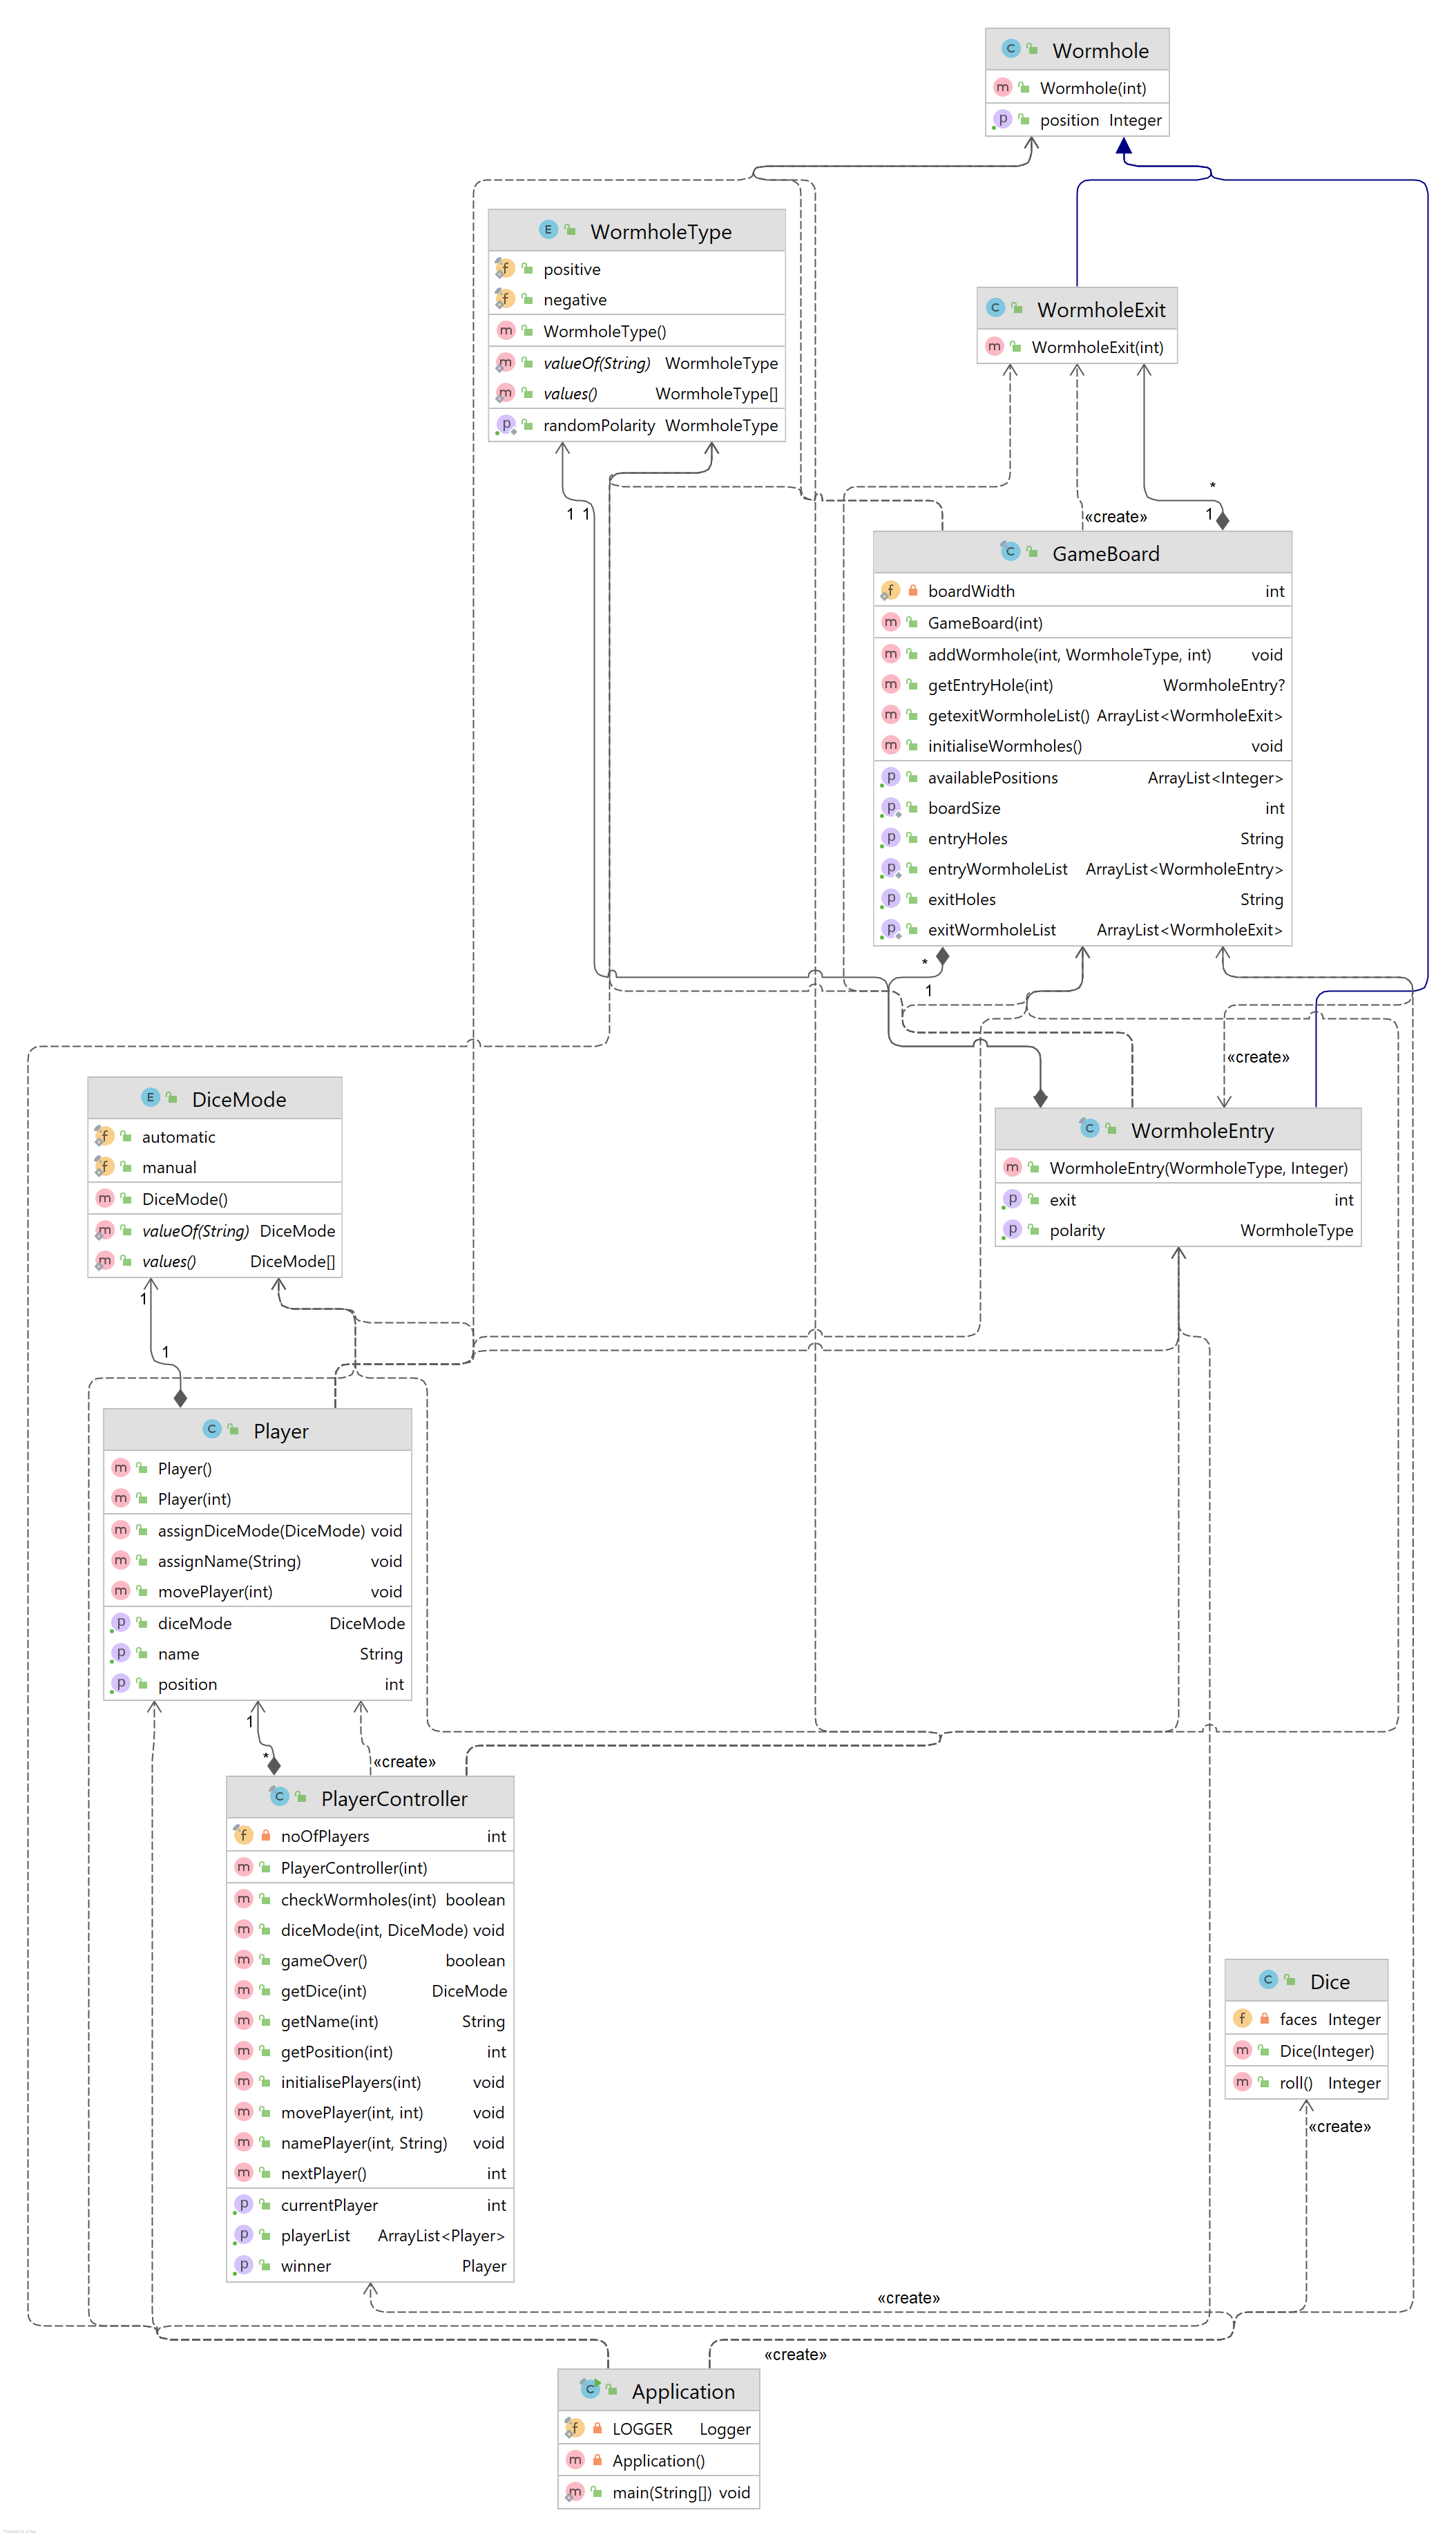 Wormhole
Wormhole(int)
position Integer
WormholeType
positive
negative
WormholeType()
valueOf(String) WormholeType
values() WormholeType[]
randomPolarity WormholeType
WormholeExit
WormholeExit(int)
1 1
«create»
*
1
GameBoard
boardWidth int
GameBoard(int)
addWormhole(int, WormholeType, int) void
getEntryHole(int) WormholeEntry?
getexitWormholeList() ArrayList<WormholeExit>
initialiseWormholes() void
availablePositions ArrayList<Integer>
boardSize int
entryHoles String
entryWormholeList ArrayList<WormholeEntry>
exitHoles String
exitWormholeList ArrayList<WormholeExit>
*
1
«create»
DiceMode
automatic
manual
DiceMode()
valueOf(String) DiceMode
values() DiceMode[]
WormholeEntry
WormholeEntry(WormholeType, Integer)
exit int
polarity WormholeType
1
1
Player
Player()
Player(int)
assignDiceMode(DiceMode) void
assignName(String) void
movePlayer(int) void
diceMode DiceMode
name String
position int
1
*
«create»
PlayerController
noOfPlayers int
PlayerController(int)
checkWormholes(int) boolean
diceMode(int, DiceMode) void
gameOver() boolean
getDice(int) DiceMode
getName(int) String
getPosition(int) int
initialisePlayers(int) void
movePlayer(int, int) void
namePlayer(int, String) void
nextPlayer() int
currentPlayer int
playerList ArrayList<Player>
winner Player
Dice
faces Integer
Dice(Integer)
roll() Integer
«create»
«create»
«create»
Application
LOGGER Logger
Application()
main(String[]) void